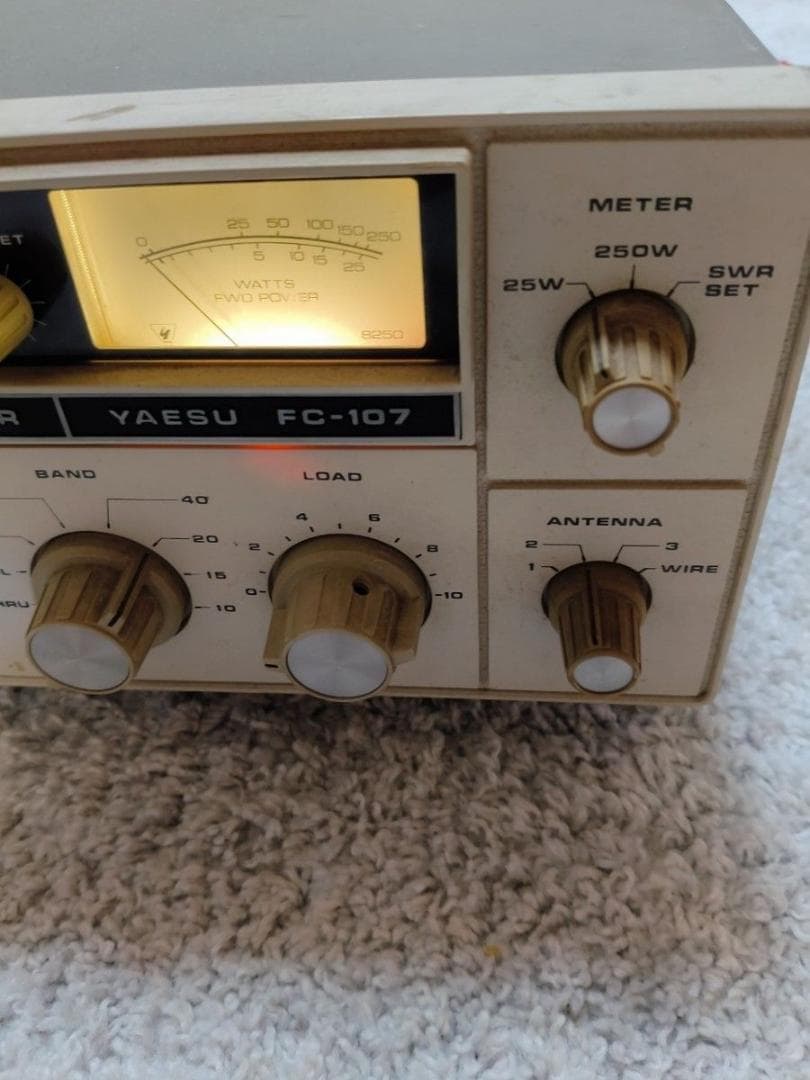 ET
0 25 50 100 150 250
5 10 15 25
WATTS
FWD POWER
8250
R YAESU FC-107
METER
250W
25W
SWR
SET
BAND
40
20
L
15
HRU
10
LOAD
0 2 4 6 8 10
ANTENNA
2 3
1 WIRE